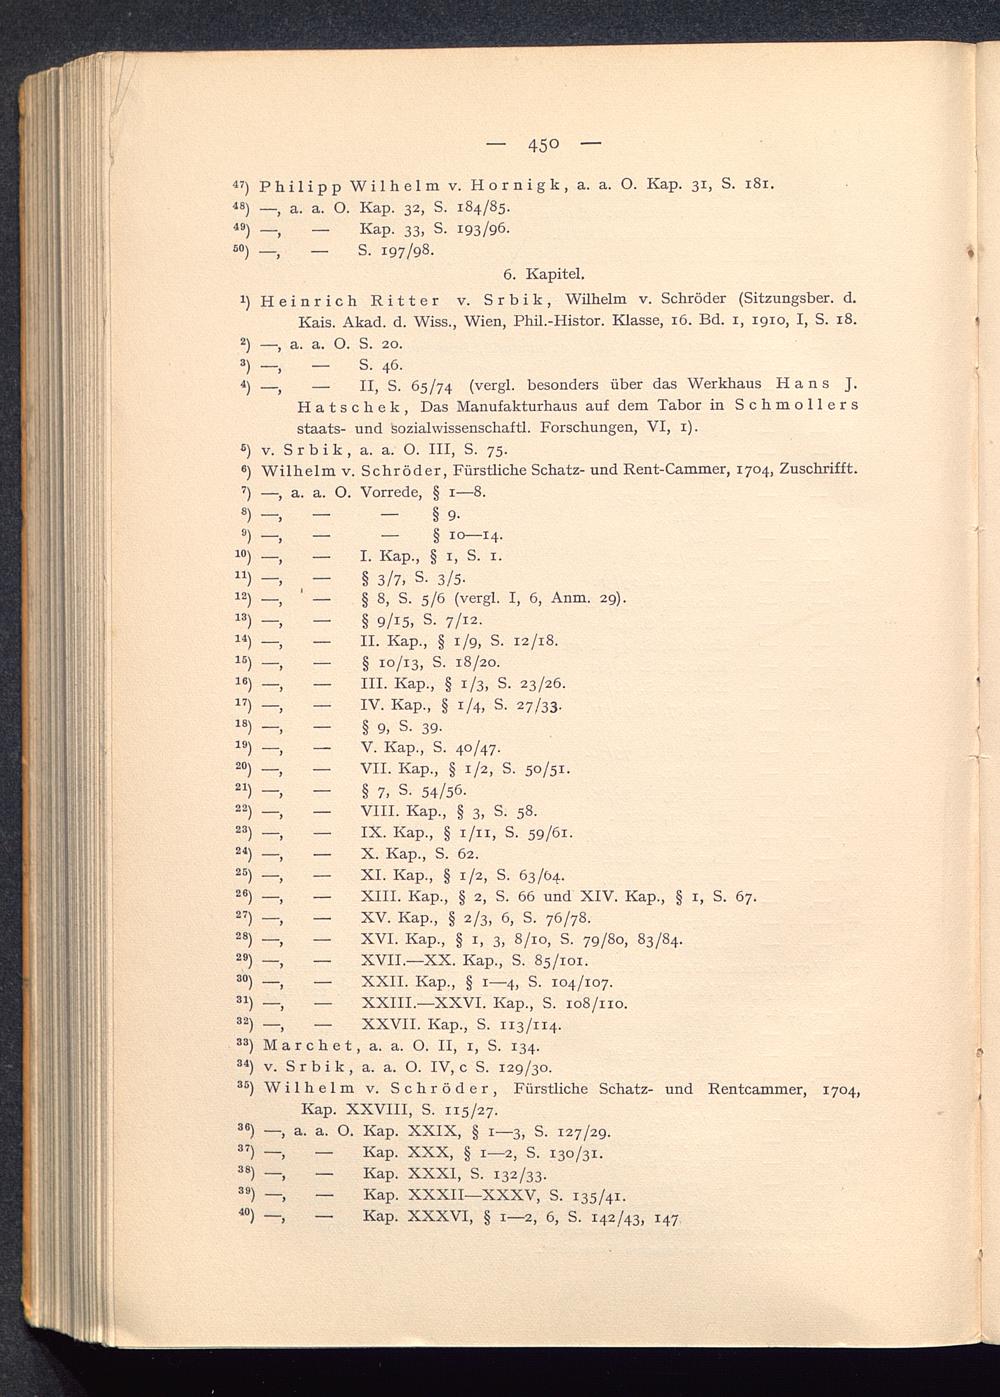 — 450 —
47) Philipp Wilhelm v. Hornigk, a. a. O. Kap. 31, S. 181.
48) —, a. a. O. Kap. 32, S. 184/85.
49) —, — Kap. 33, S. 193/96.
50) —, — S. 197/98.
6. Kapitel.
1) Heinrich Ritter v. Srbik, Wilhelm v. Schröder (Sitzungsber. d.
Kais. Akad. d. Wiss., Wien, Phil.-Histor. Klasse, 16. Bd. 1, 1910, I, S. 18.
2) —, a. a. O. S. 20.
3) —, — S. 46.
4) —, — II, S. 65/74 (vergl. besonders über das Werkhaus Hans J.
Hatschek, Das Manufakturhaus auf dem Tabor in Schmollers
staats- und sozialwissenschaftl. Forschungen, VI, 1).
5) v. Srbik, a. a. O. III, S. 75.
6) Wilhelm v. Schröder, Fürstliche Schatz- und Rent-Cammer, 1704, Zuschrifft.
7) —, a. a. O. Vorrede, § 1—8.
8) —, — — § 9.
9) —, — — § 10—14.
10) —, — I. Kap., § 1, S. 1.
11) —, — § 3/7, S. 3/5.
12) —, — § 8, S. 5/6 (vergl. I, 6, Anm. 29).
13) —, — § 9/15, S. 7/12.
14) —, — II. Kap., § 1/9, S. 12/18.
15) —, — § 10/13, S. 18/20.
16) —, — III. Kap., § 1/3, S. 23/26.
17) —, — IV. Kap., § 1/4, S. 27/33.
18) —, — § 9, S. 39.
19) —, — V. Kap., S. 40/47.
20) —, — VII. Kap., § 1/2, S. 50/51.
21) —, — § 7, S. 54/56.
22) —, — VIII. Kap., § 3, S. 58.
23) —, — IX. Kap., § 1/11, S. 59/61.
24) —, — X. Kap., S. 62.
25) —, — XI. Kap., § 1/2, S. 63/64.
26) —, — XIII. Kap., § 2, S. 66 und XIV. Kap., § 1, S. 67.
27) —, — XV. Kap., § 2/3, 6, S. 76/78.
28) —, — XVI. Kap., § 1, 3, 8/10, S. 79/80, 83/84.
29) —, — XVII.—XX. Kap., S. 85/101.
30) —, — XXII. Kap., § 1—4, S. 104/107.
31) —, — XXIII.—XXVI. Kap., S. 108/110.
32) —, — XXVII. Kap., S. 113/114.
33) Marchet, a. a. O. II, 1, S. 134.
34) v. Srbik, a. a. O. IV, c S. 129/30.
35) Wilhelm v. Schröder, Fürstliche Schatz- und Rentcammer, 1704,
Kap. XXVIII, S. 115/27.
36) —, a. a. O. Kap. XXIX, § 1—3, S. 127/29.
37) —, — Kap. XXX, § 1—2, S. 130/31.
38) —, — Kap. XXXI, S. 132/33.
39) —, — Kap. XXXII—XXXV, S. 135/41.
40) —, — Kap. XXXVI, § 1—2, 6, S. 142/43, 147